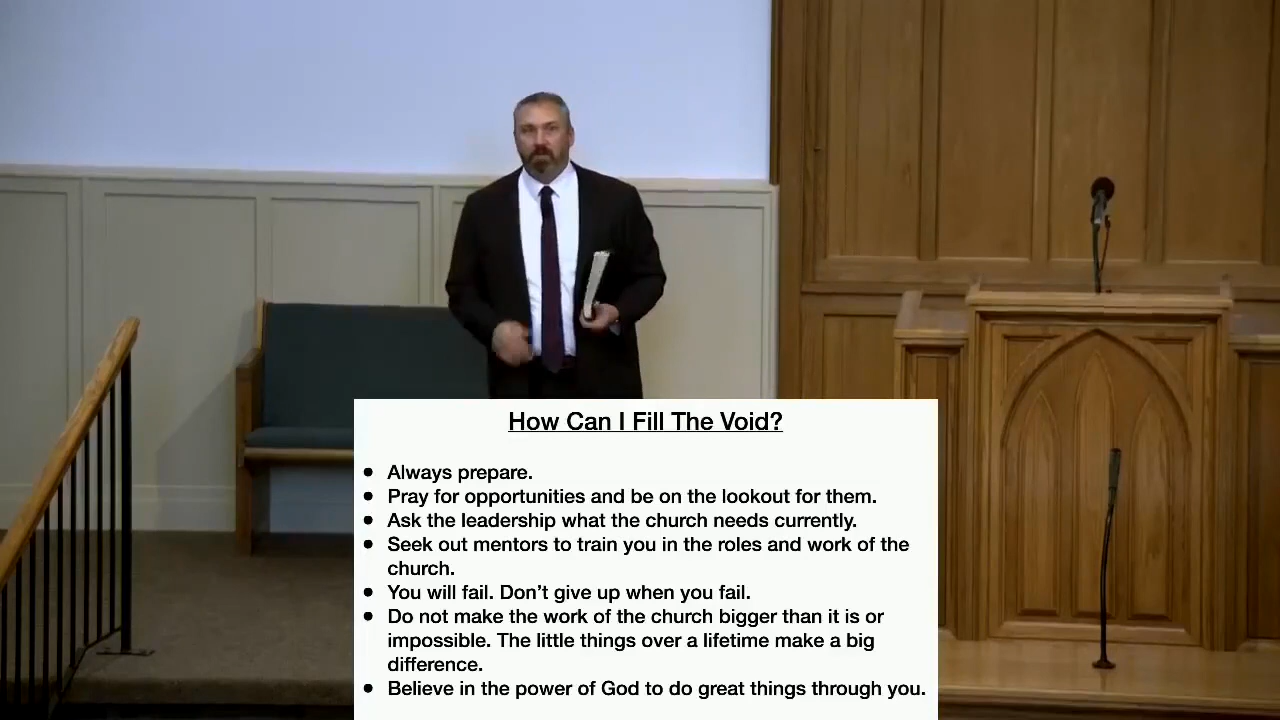 How Can I Fill The Void?
• Always prepare.
• Pray for opportunities and be on the lookout for them.
• Ask the leadership what the church needs currently.
• Seek out mentors to train you in the roles and work of the
church.
• You will fail. Don’t give up when you fail.
• Do not make the work of the church bigger than it is or
impossible. The little things over a lifetime make a big
difference.
• Believe in the power of God to do great things through you.